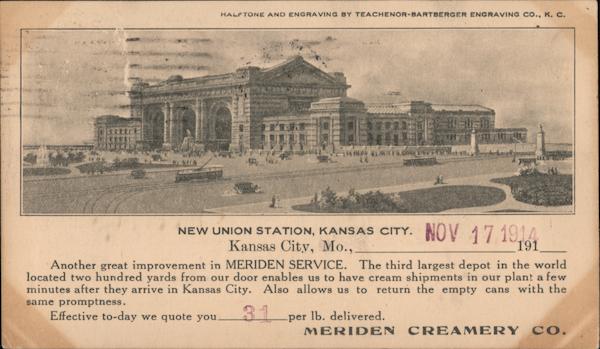 HALFTONE AND ENGRAVING BY TEACHENOR-BARTBERGER ENGRAVING CO., K. C.
NEW UNION STATION, KANSAS CITY.
Kansas City, Mo., NOV 17 1914 191
Another great improvement in MERIDEN SERVICE. The third largest depot in the world
located two hundred yards from our door enables us to have cream shipments in our plant a few
minutes after they arrive in Kansas City. Also allows us to return the empty cans with the
same promptness.
Effective to-day we quote you 31 per lb. delivered.
MERIDEN CREAMERY CO.